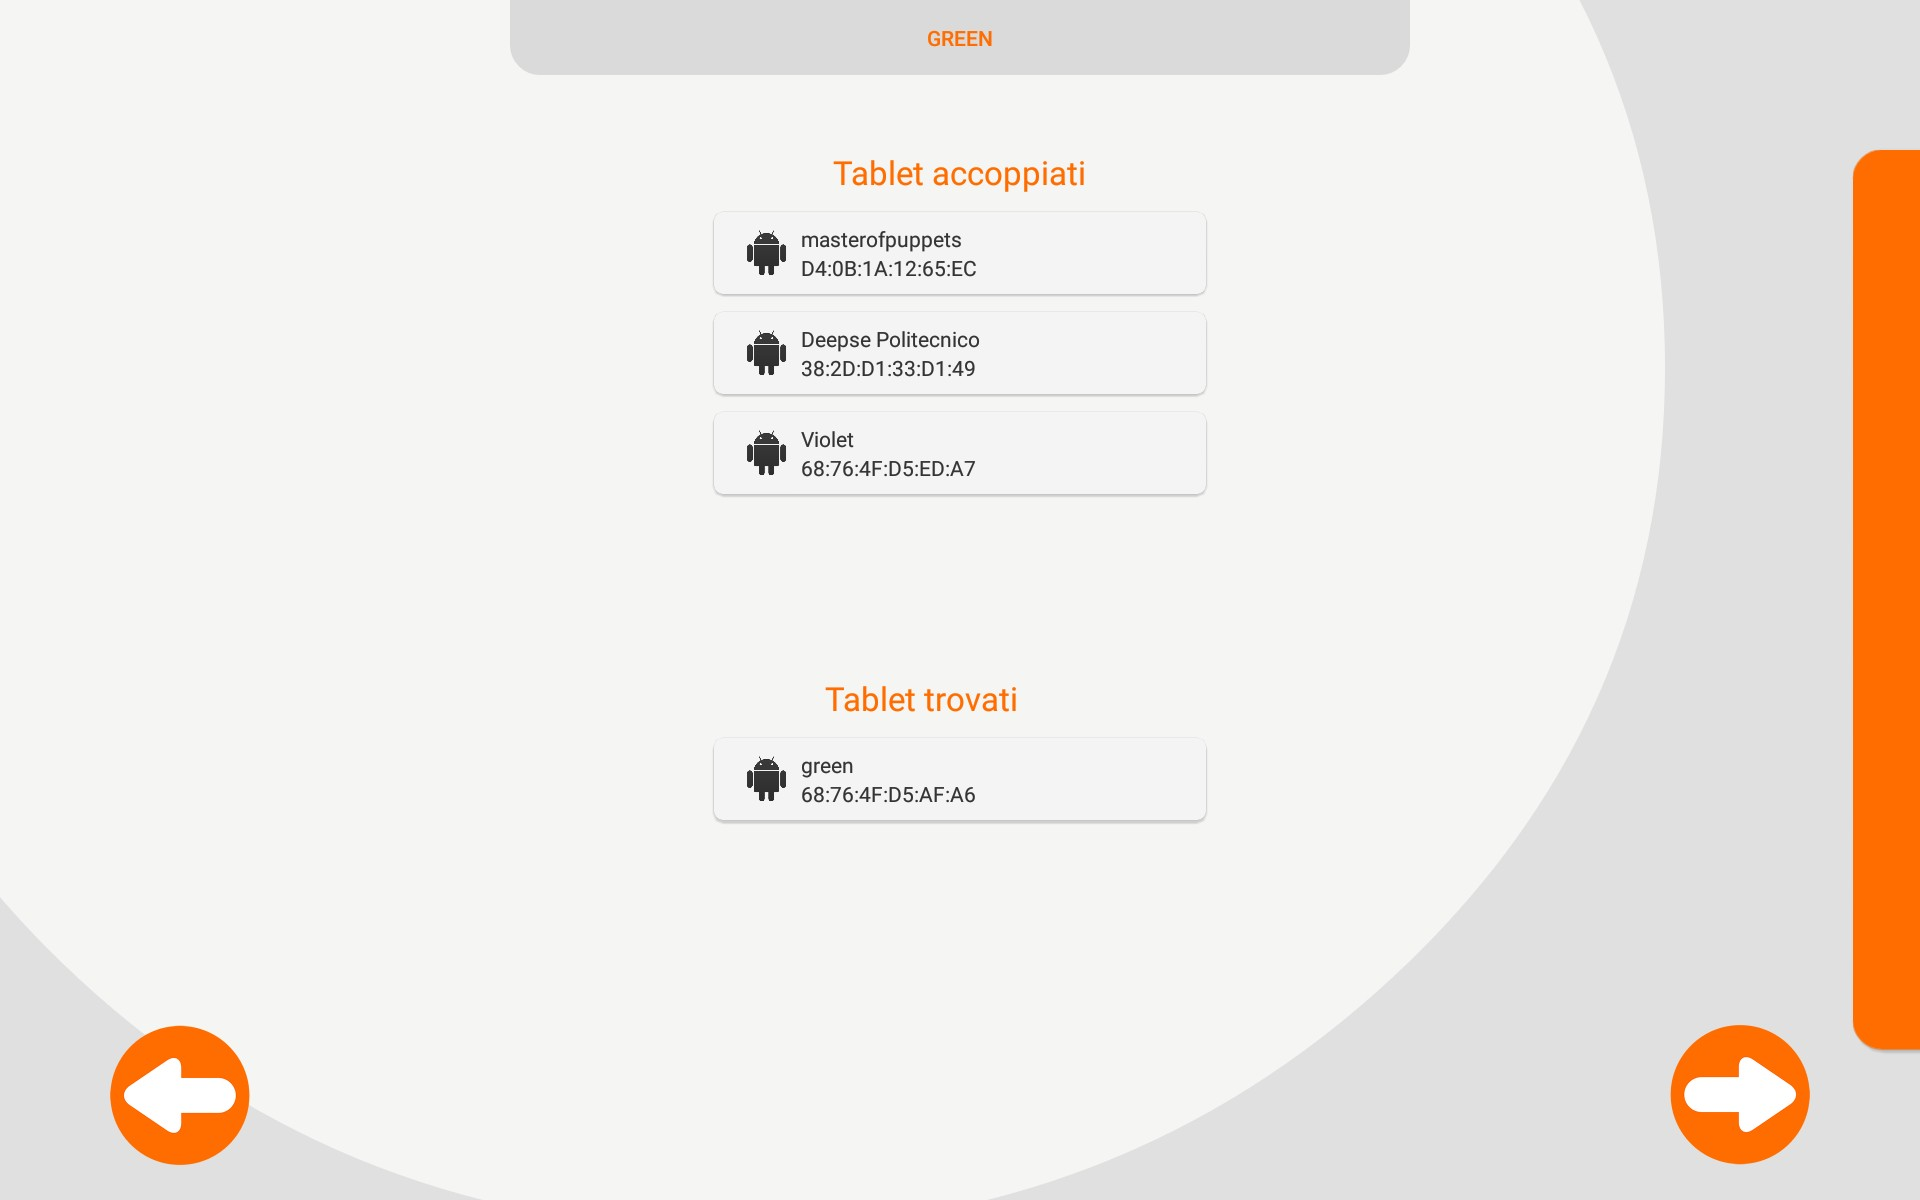 GREEN
Tablet accoppiati
masterofpuppets
D4:0B:1A:12:65:EC
Deepse Politecnico
38:2D:D1:33:D1:49
Violet
68:76:4F:D5:ED:A7
Tablet trovati
green
68:76:4F:D5:AF:A6